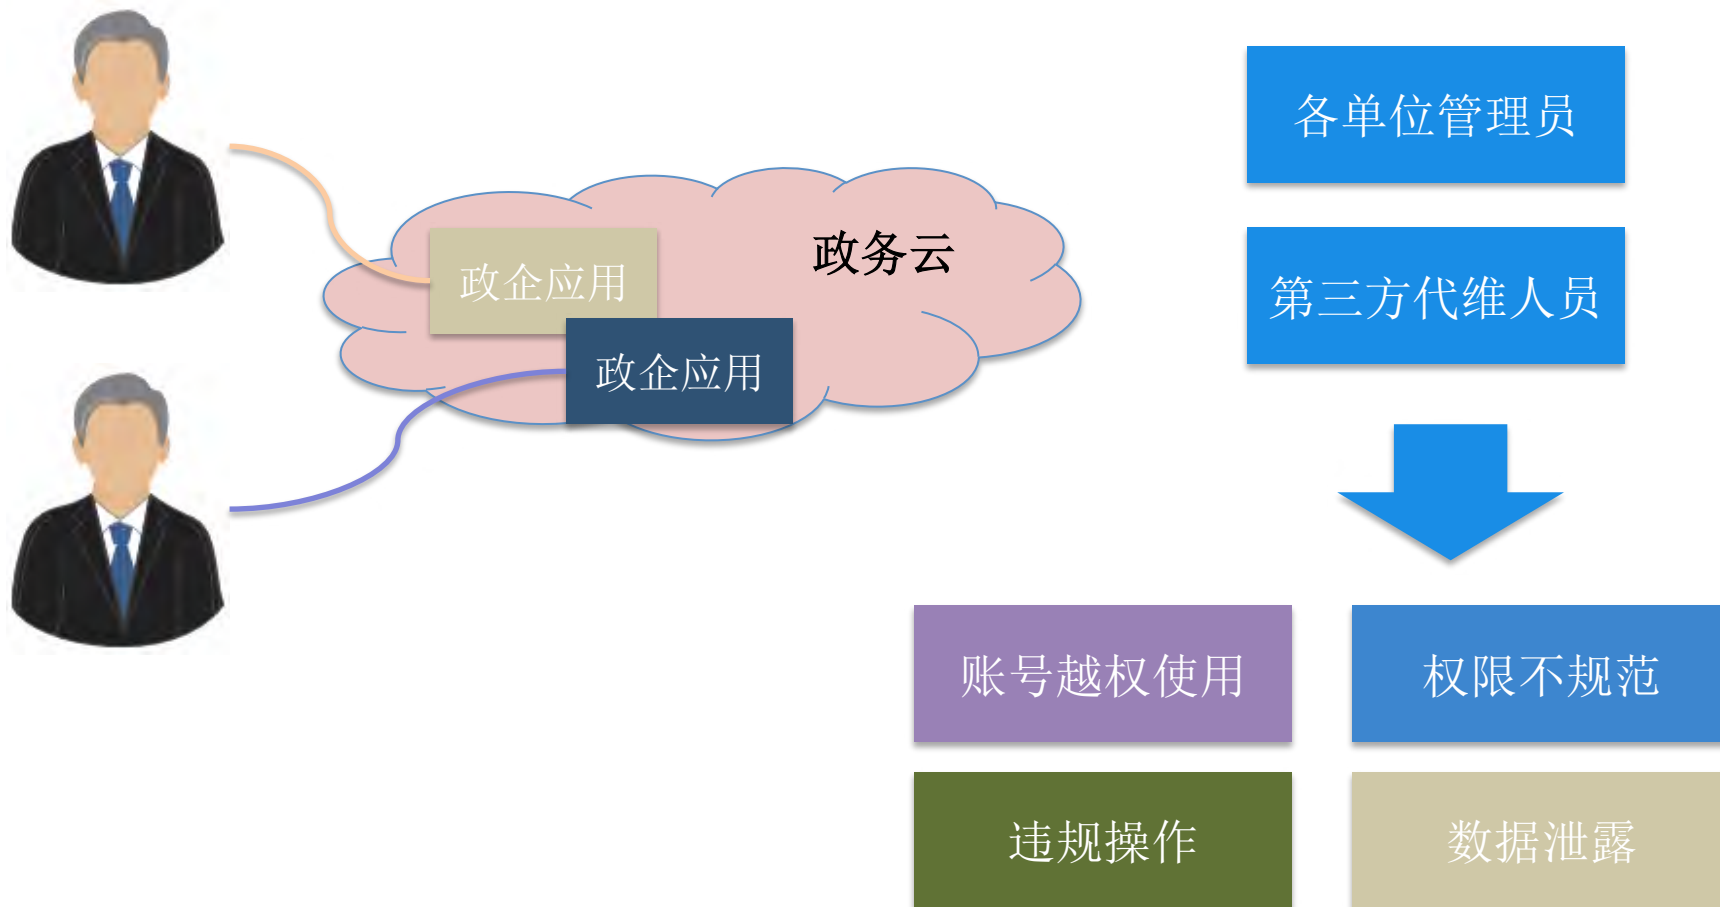 各单位管理员
政务云
政企应用
第三方代维人员
政企应用
账号越权使用
权限不规范
违规操作
数据泄露